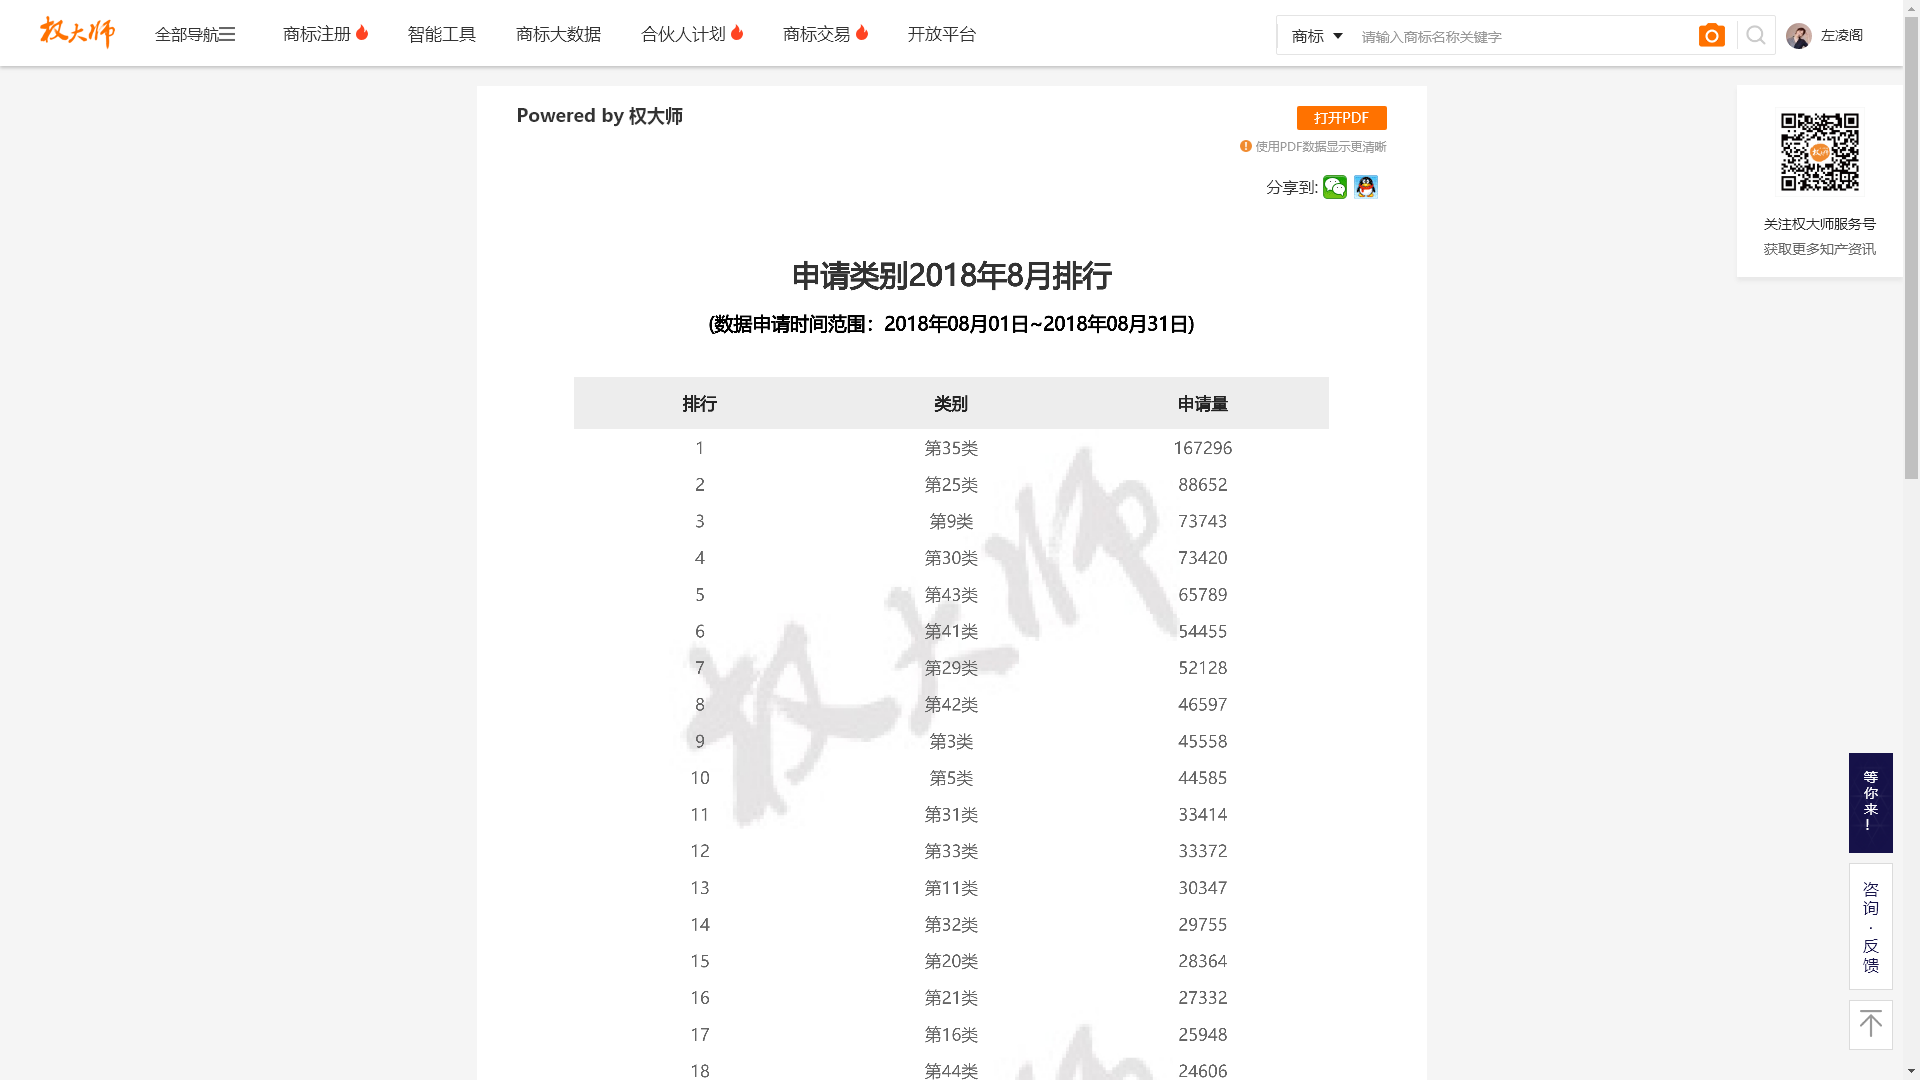 权大师 全部导航 商标注册 智能工具 商标大数据 合伙人计划 商标交易 开放平台 商标 请输入商标名称关键字 左凌阁
Powered by 权大师 打开PDF
使用PDF数据显示更清晰
分享到:
权大师
关注权大师服务号
获取更多知产资讯
申请类别2018年8月排行
(数据申请时间范围：2018年08月01日~2018年08月31日)
排行 类别 申请量
1 第35类 167296
2 第25类 88652
3 第9类 73743
4 第30类 73420
5 第43类 65789
6 第41类 54455
7 第29类 52128
8 第42类 46597
9 第3类 45558
10 第5类 44585
11 第31类 33414
12 第33类 33372
13 第11类 30347
14 第32类 29755
15 第20类 28364
16 第21类 27332
17 第16类 25948
18 第44类 24606
权大师
等你来!
咨询·反馈